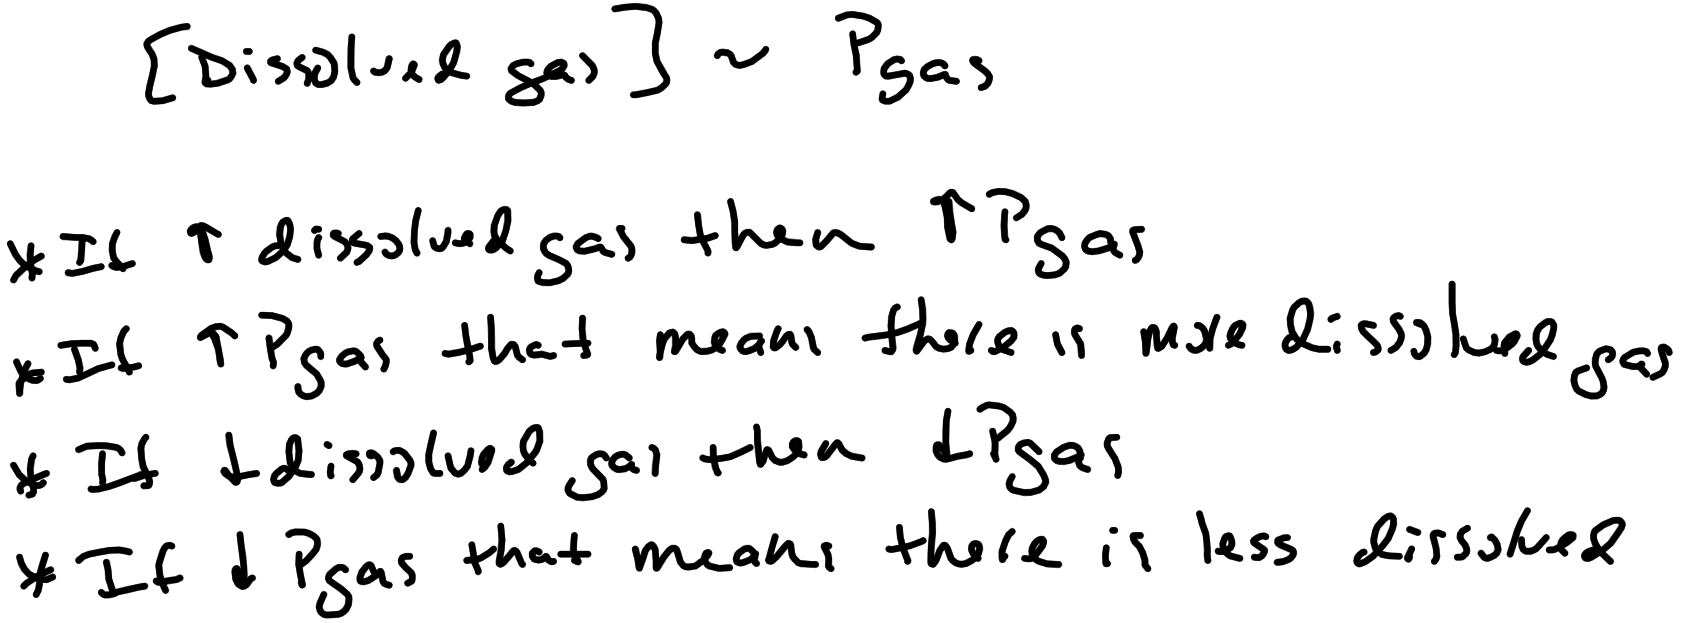 [Dissolved gas] ~ Pgas
* If ↑ dissolved gas then ↑ Pgas
* If ↑ Pgas that means there is more dissolved gas
* If ↓ dissolved gas then ↓ Pgas
* If ↓ Pgas that means there is less dissolved